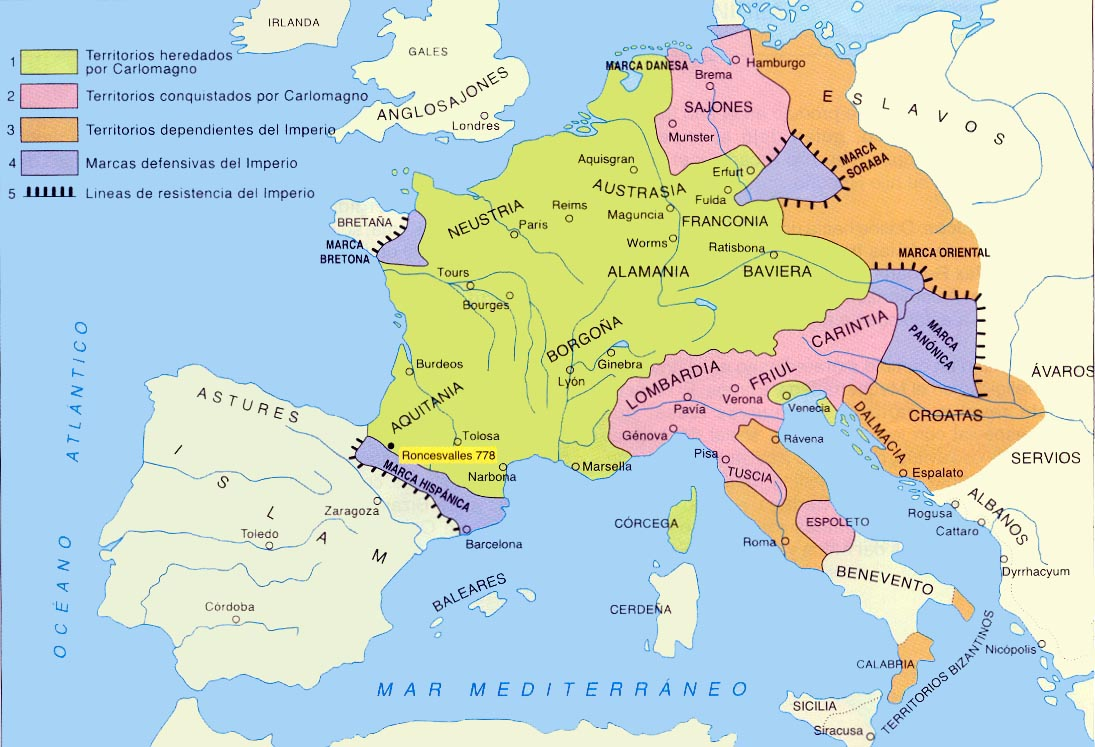 1 Territorios heredados
por Carlomagno
2 Territorios conquistados por Carlomagno
3 Territorios dependientes del Imperio
4 Marcas defensivas del Imperio
5 Lineas de resistencia del Imperio
IRLANDA
GALES
ANGLOSAJONES
Londres
MARCA DANESA
Hamburgo
Brema
SAJONES
Munster
ESLAVOS
MARCA
SORABA
Aquisgran
AUSTRASIA
Erfurt
Fulda
Maguncia
FRANCONIA
NEUSTRIA
Reims
Paris
Worms
Ratisbona
BRETAÑA
MARCA
BRETONA
MARCA ORIENTAL
Tours
Bourges
ALAMANIA
BAVIERA
MARCA
PANÓNICA
CARINTIA
BORGOÑA
Ginebra
Lyón
Burdeos
AQUITANIA
LOMBARDIA
FRIUL
Pavía
Verona
Venecia
ÁVAROS
CROATAS
DALMACIA
Génova
Rávena
Pisa
TUSCIA
SERVIOS
Espalato
ASTURES
Tolosa
Roncesvalles 778
Narbona
Marsella
MARCA HISPÁNICA
OCÉANO ATLÁNTICO
ISLAM
Zaragoza
Toledo
Barcelona
CÓRCEGA
ESPOLETO
Roma
Rogusa
Cattaro
ALBANOS
Dyrrhacyum
BALEARES
CERDEÑA
BENEVENTO
Córdoba
CALABRIA
TERRITORIOS BIZANTINOS
Nicópolis
MAR MEDITERRÁNEO
SICILIA
Siracusa